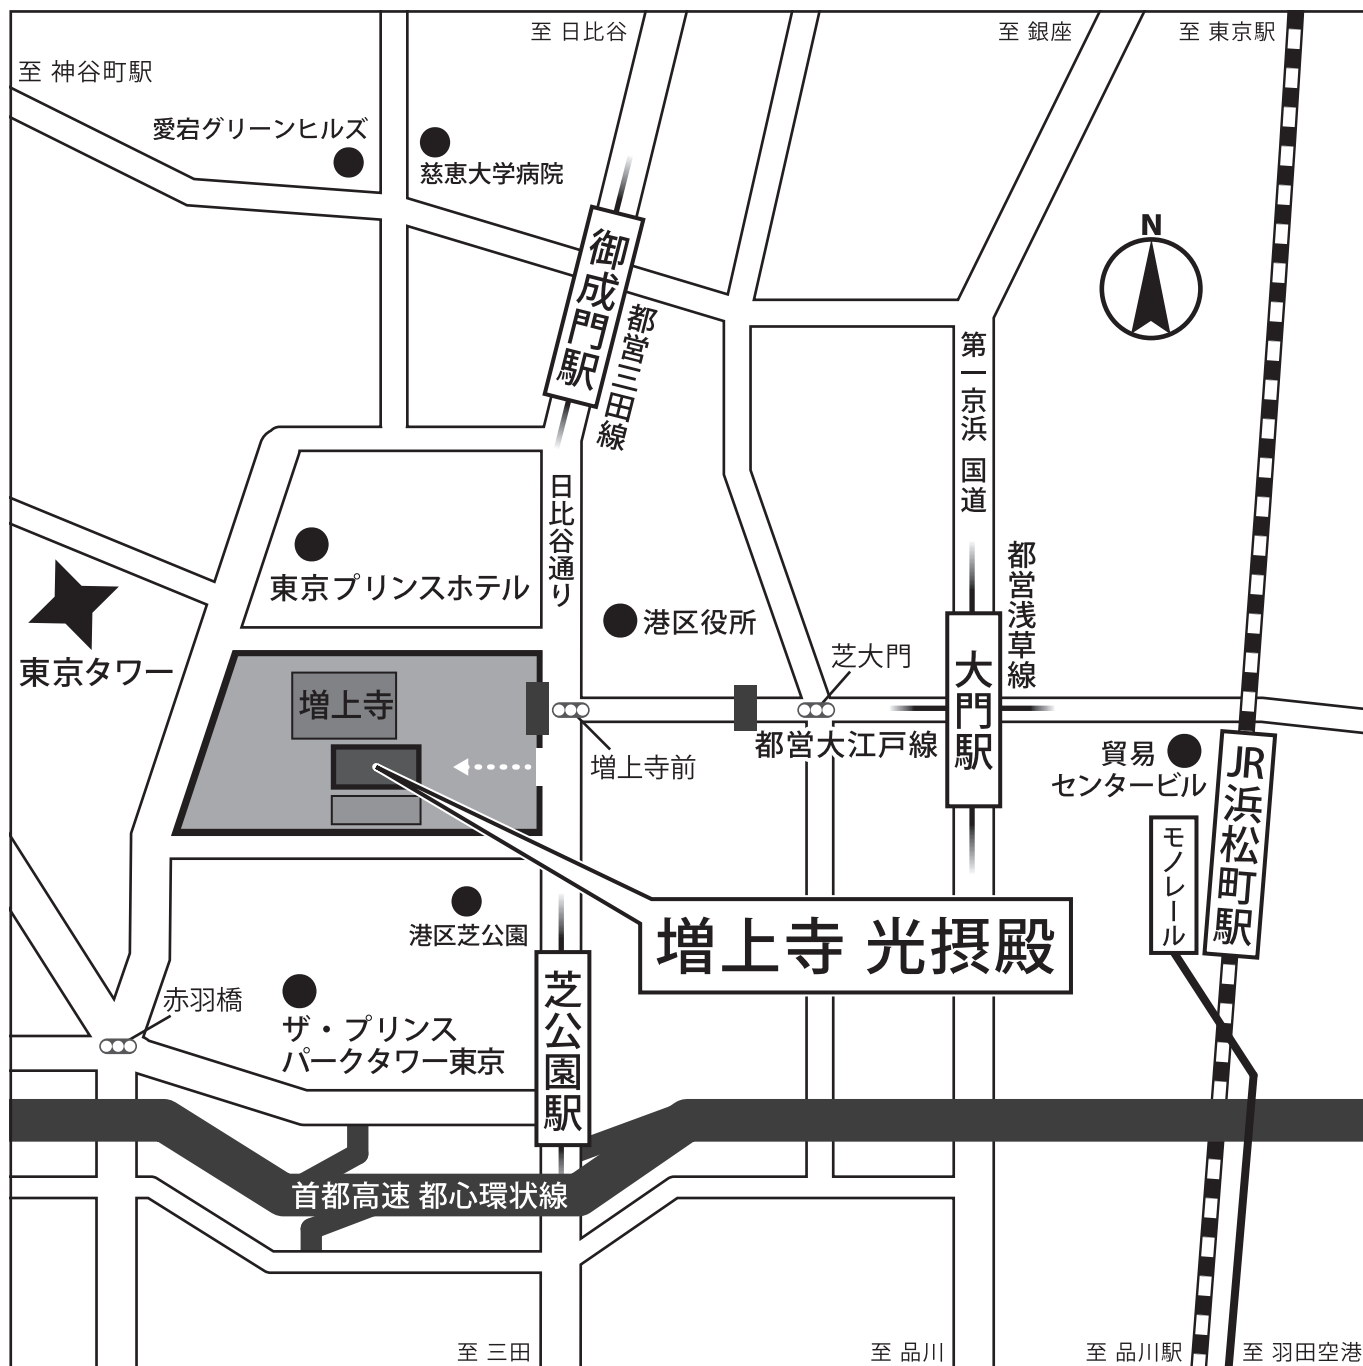 至 日比谷
至 銀座
至 東京駅
至 神谷町駅
愛宕グリーンヒルズ
慈恵大学病院
N
御成門駅
都営三田線
第一京浜 国道
日比谷通り
東京プリンスホテル
都営浅草線
港区役所
東京タワー
芝大門
大門駅
増上寺
都営大江戸線
増上寺前
貿易
センタービル
JR浜松町駅
モノレール
増上寺 光摂殿
港区芝公園
芝公園駅
赤羽橋
ザ・プリンス
パークタワー東京
首都高速 都心環状線
至 三田
至 品川
至 品川駅
至 羽田空港